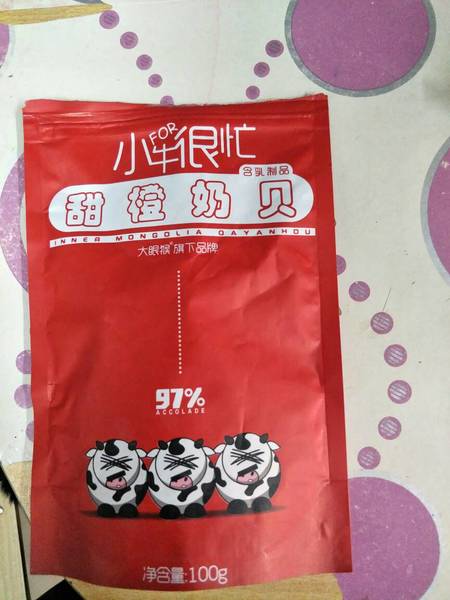 小牛很忙
FOR
含乳制品
甜橙奶贝
INNER MONGOLIA QAYANHOU
大眼猴®旗下品牌
97%
ACCOLADE
净含量:100g